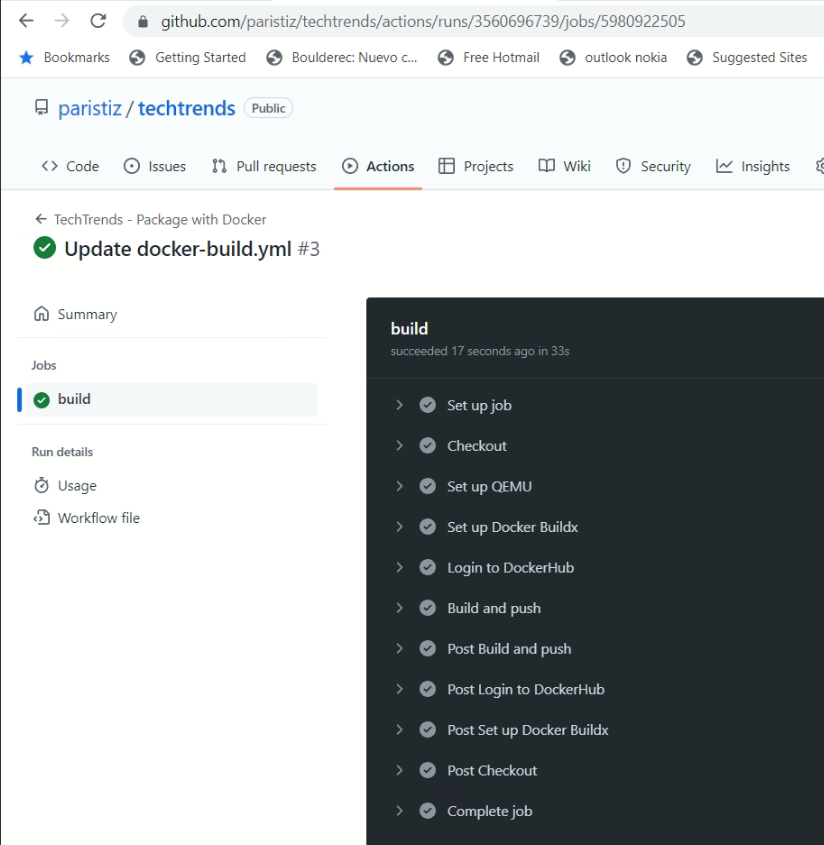 github.com/paristiz/techtrends/actions/runs/3560696739/jobs/5980922505
Bookmarks Getting Started Boulderec: Nuevo c... Free Hotmail outlook nokia Suggested Sites
paristiz / techtrends Public
Code Issues Pull requests Actions Projects Wiki Security Insights
TechTrends - Package with Docker
Update docker-build.yml #3
Summary
Jobs
build
Run details
Usage
Workflow file
build
succeeded 17 seconds ago in 33s
Set up job
Checkout
Set up QEMU
Set up Docker Buildx
Login to DockerHub
Build and push
Post Build and push
Post Login to DockerHub
Post Set up Docker Buildx
Post Checkout
Complete job